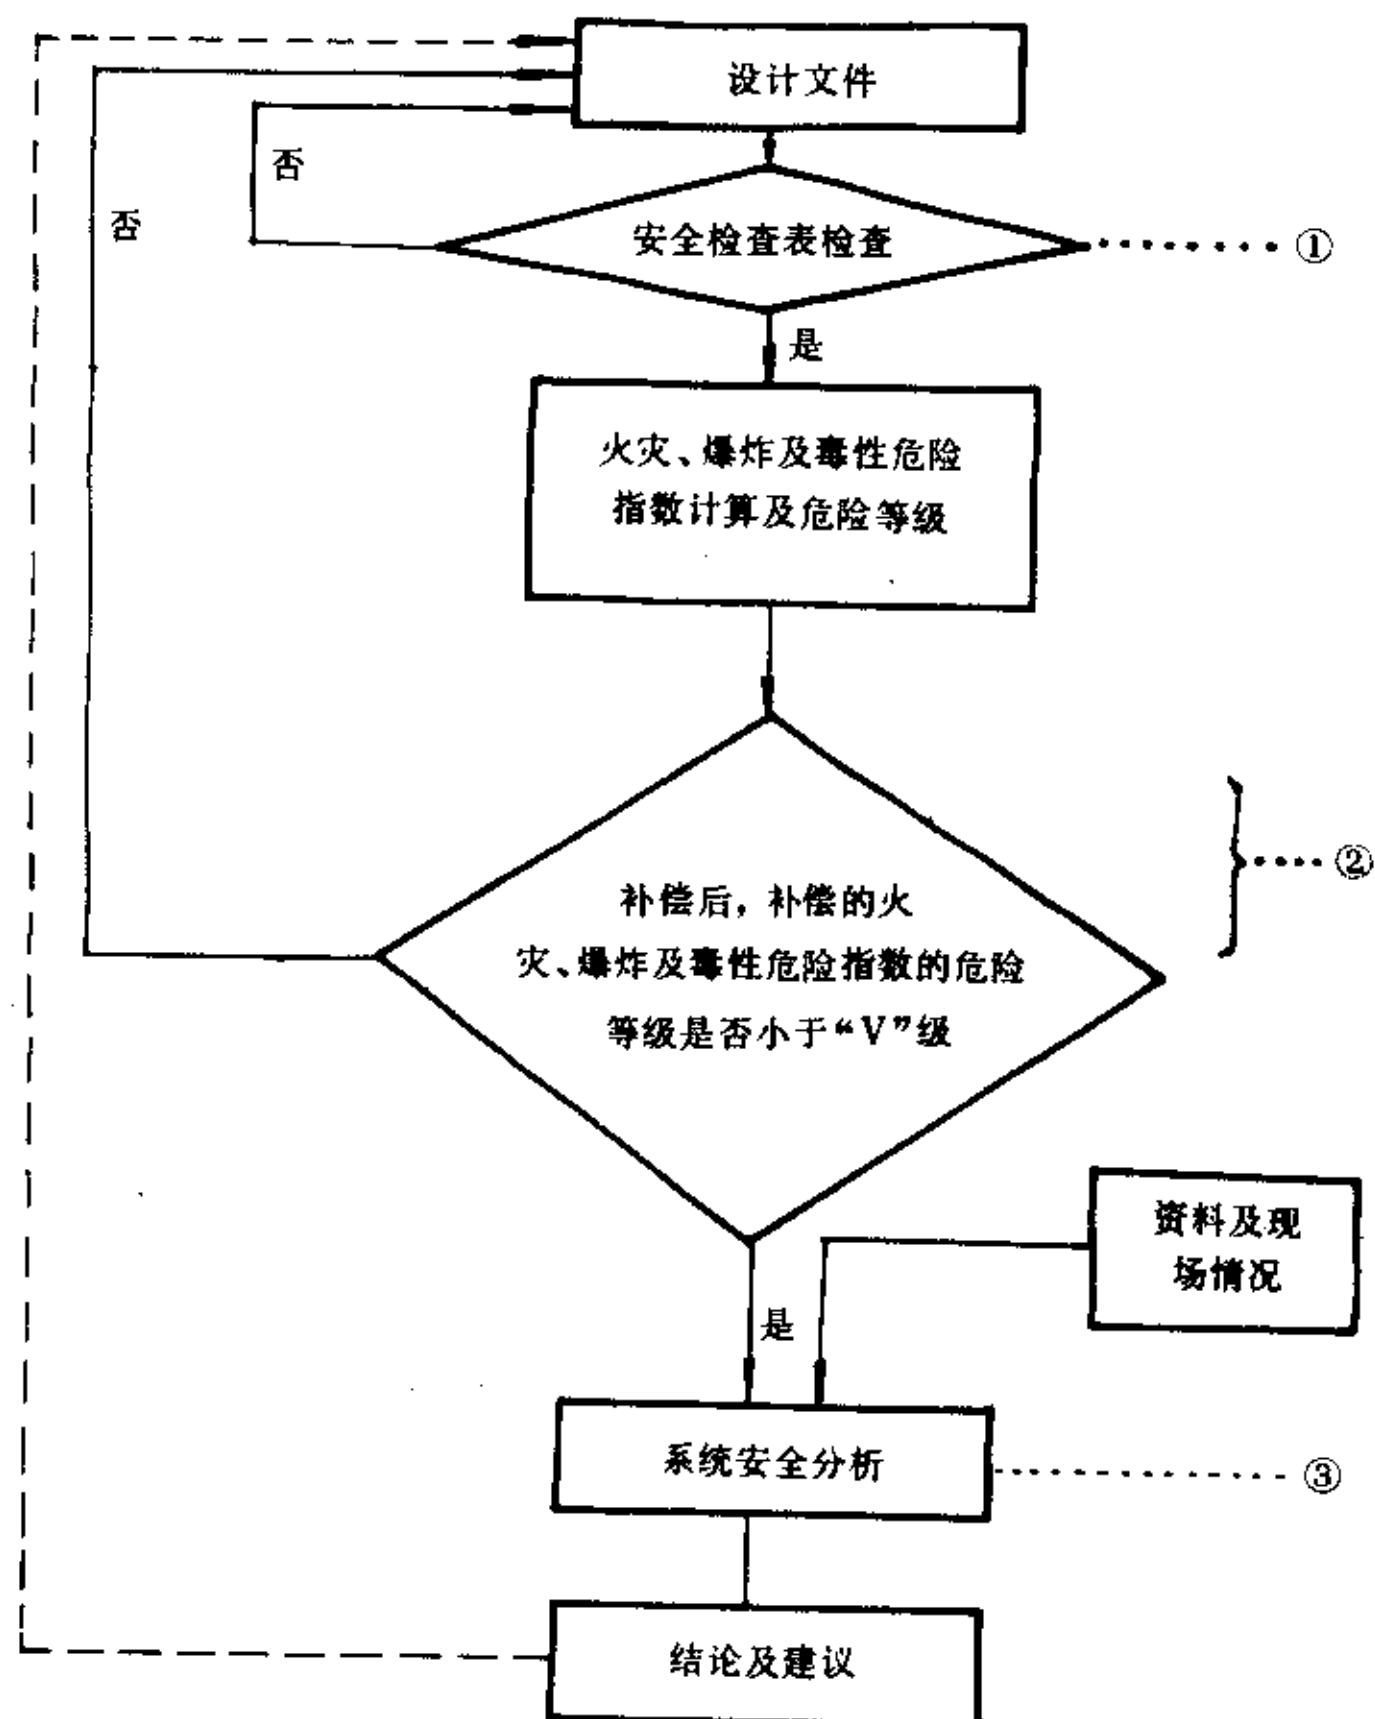 设计文件
否
否
安全检查表检查
①
是
火灾、爆炸及毒性危险
指数计算及危险等级
②
补偿后，补偿的火
灾、爆炸及毒性危险指数的危险
等级是否小于“V”级
资料及现
场情况
是
系统安全分析
③
结论及建议